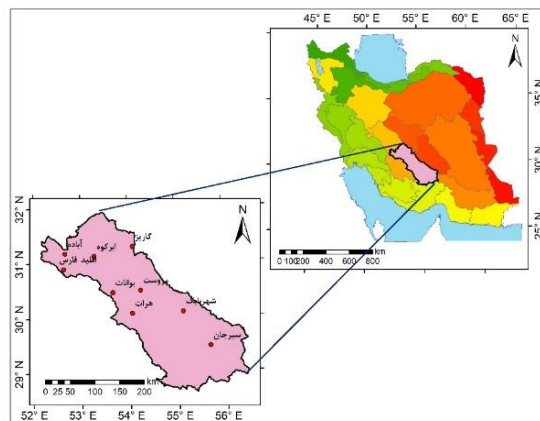 45° E 50° E 55° E 60° E 65° E
N
35° N
30° N
25° N
0 100 200 400 600 800
km
32° N
31° N
30° N
29° N
N
گاریز
ابرکوه
آباده
اقلید فارس
مروست
بوانات
هرات
شهربابک
سیرجان
0 25 50 100 150 200
km
52° E 53° E 54° E 55° E 56° E